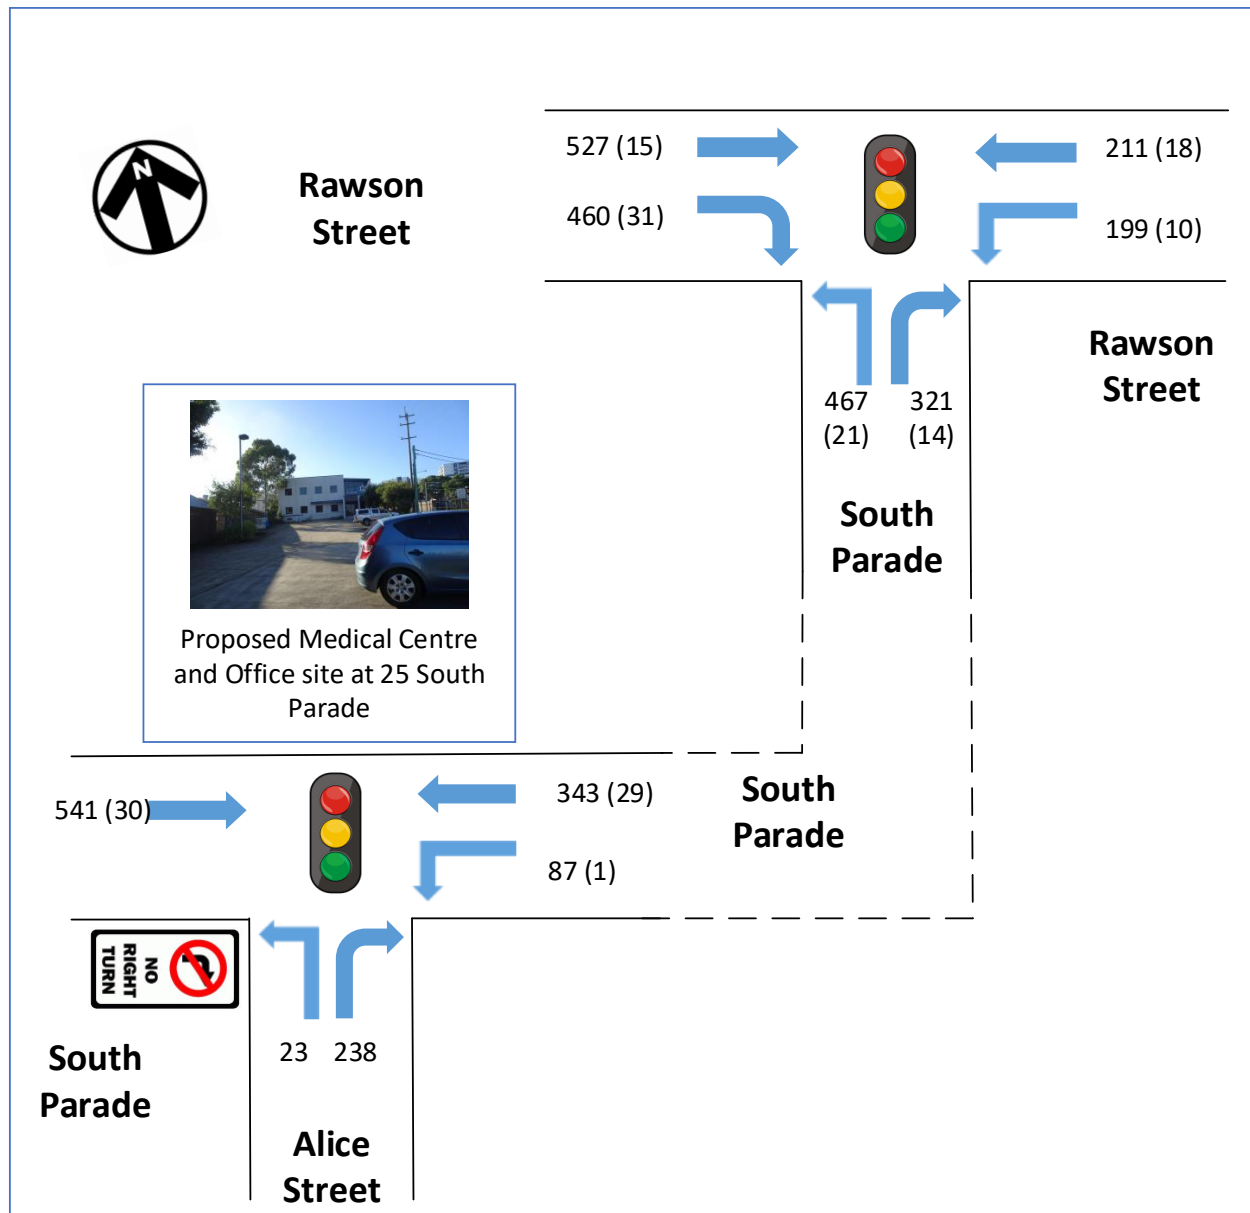 N
Rawson
Street
527 (15)
460 (31)
211 (18)
199 (10)
Rawson
Street
467
(21)
321
(14)
South
Parade
Proposed Medical Centre
and Office site at 25 South
Parade
541 (30)
343 (29)
87 (1)
South
Parade
NO
RIGHT
TURN
23
238
South
Parade
Alice
Street